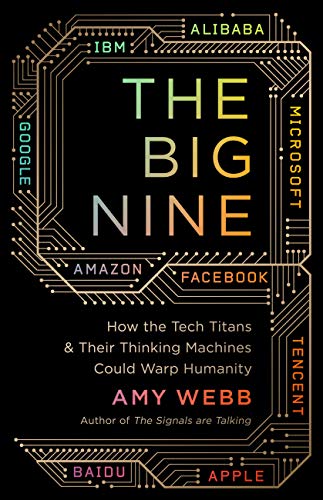 ALIBABA
IBM
GOOGLE
MICROSOFT
THE
BIG
NINE
AMAZON
FACEBOOK
How the Tech Titans
& Their Thinking Machines
Could Warp Humanity
TENCENT
AMY WEBB
Author of The Signals are Talking
BAIDU
APPLE